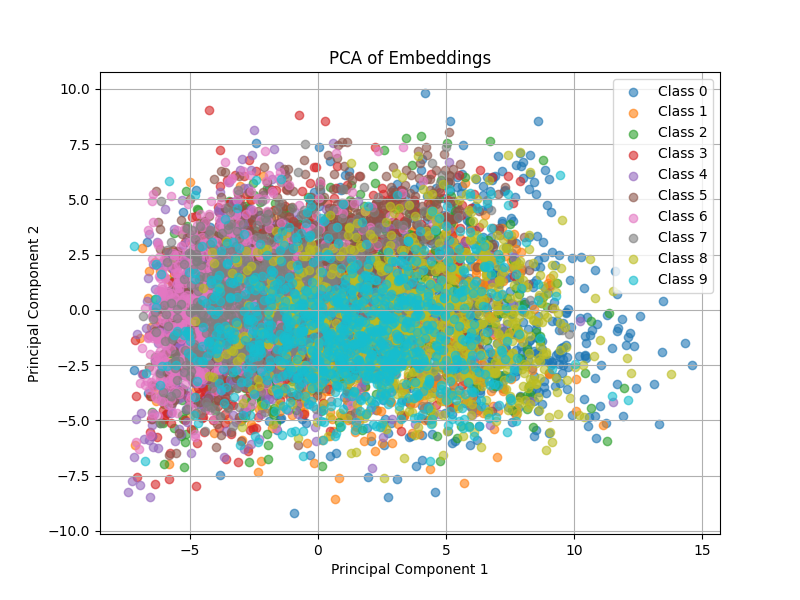 PCA of Embeddings
10.0
7.5
5.0
2.5
0.0
−2.5
−5.0
−7.5
−10.0
Principal Component 2
Class 0
Class 1
Class 2
Class 3
Class 4
Class 5
Class 6
Class 7
Class 8
Class 9
−5
0
5
10
15
Principal Component 1